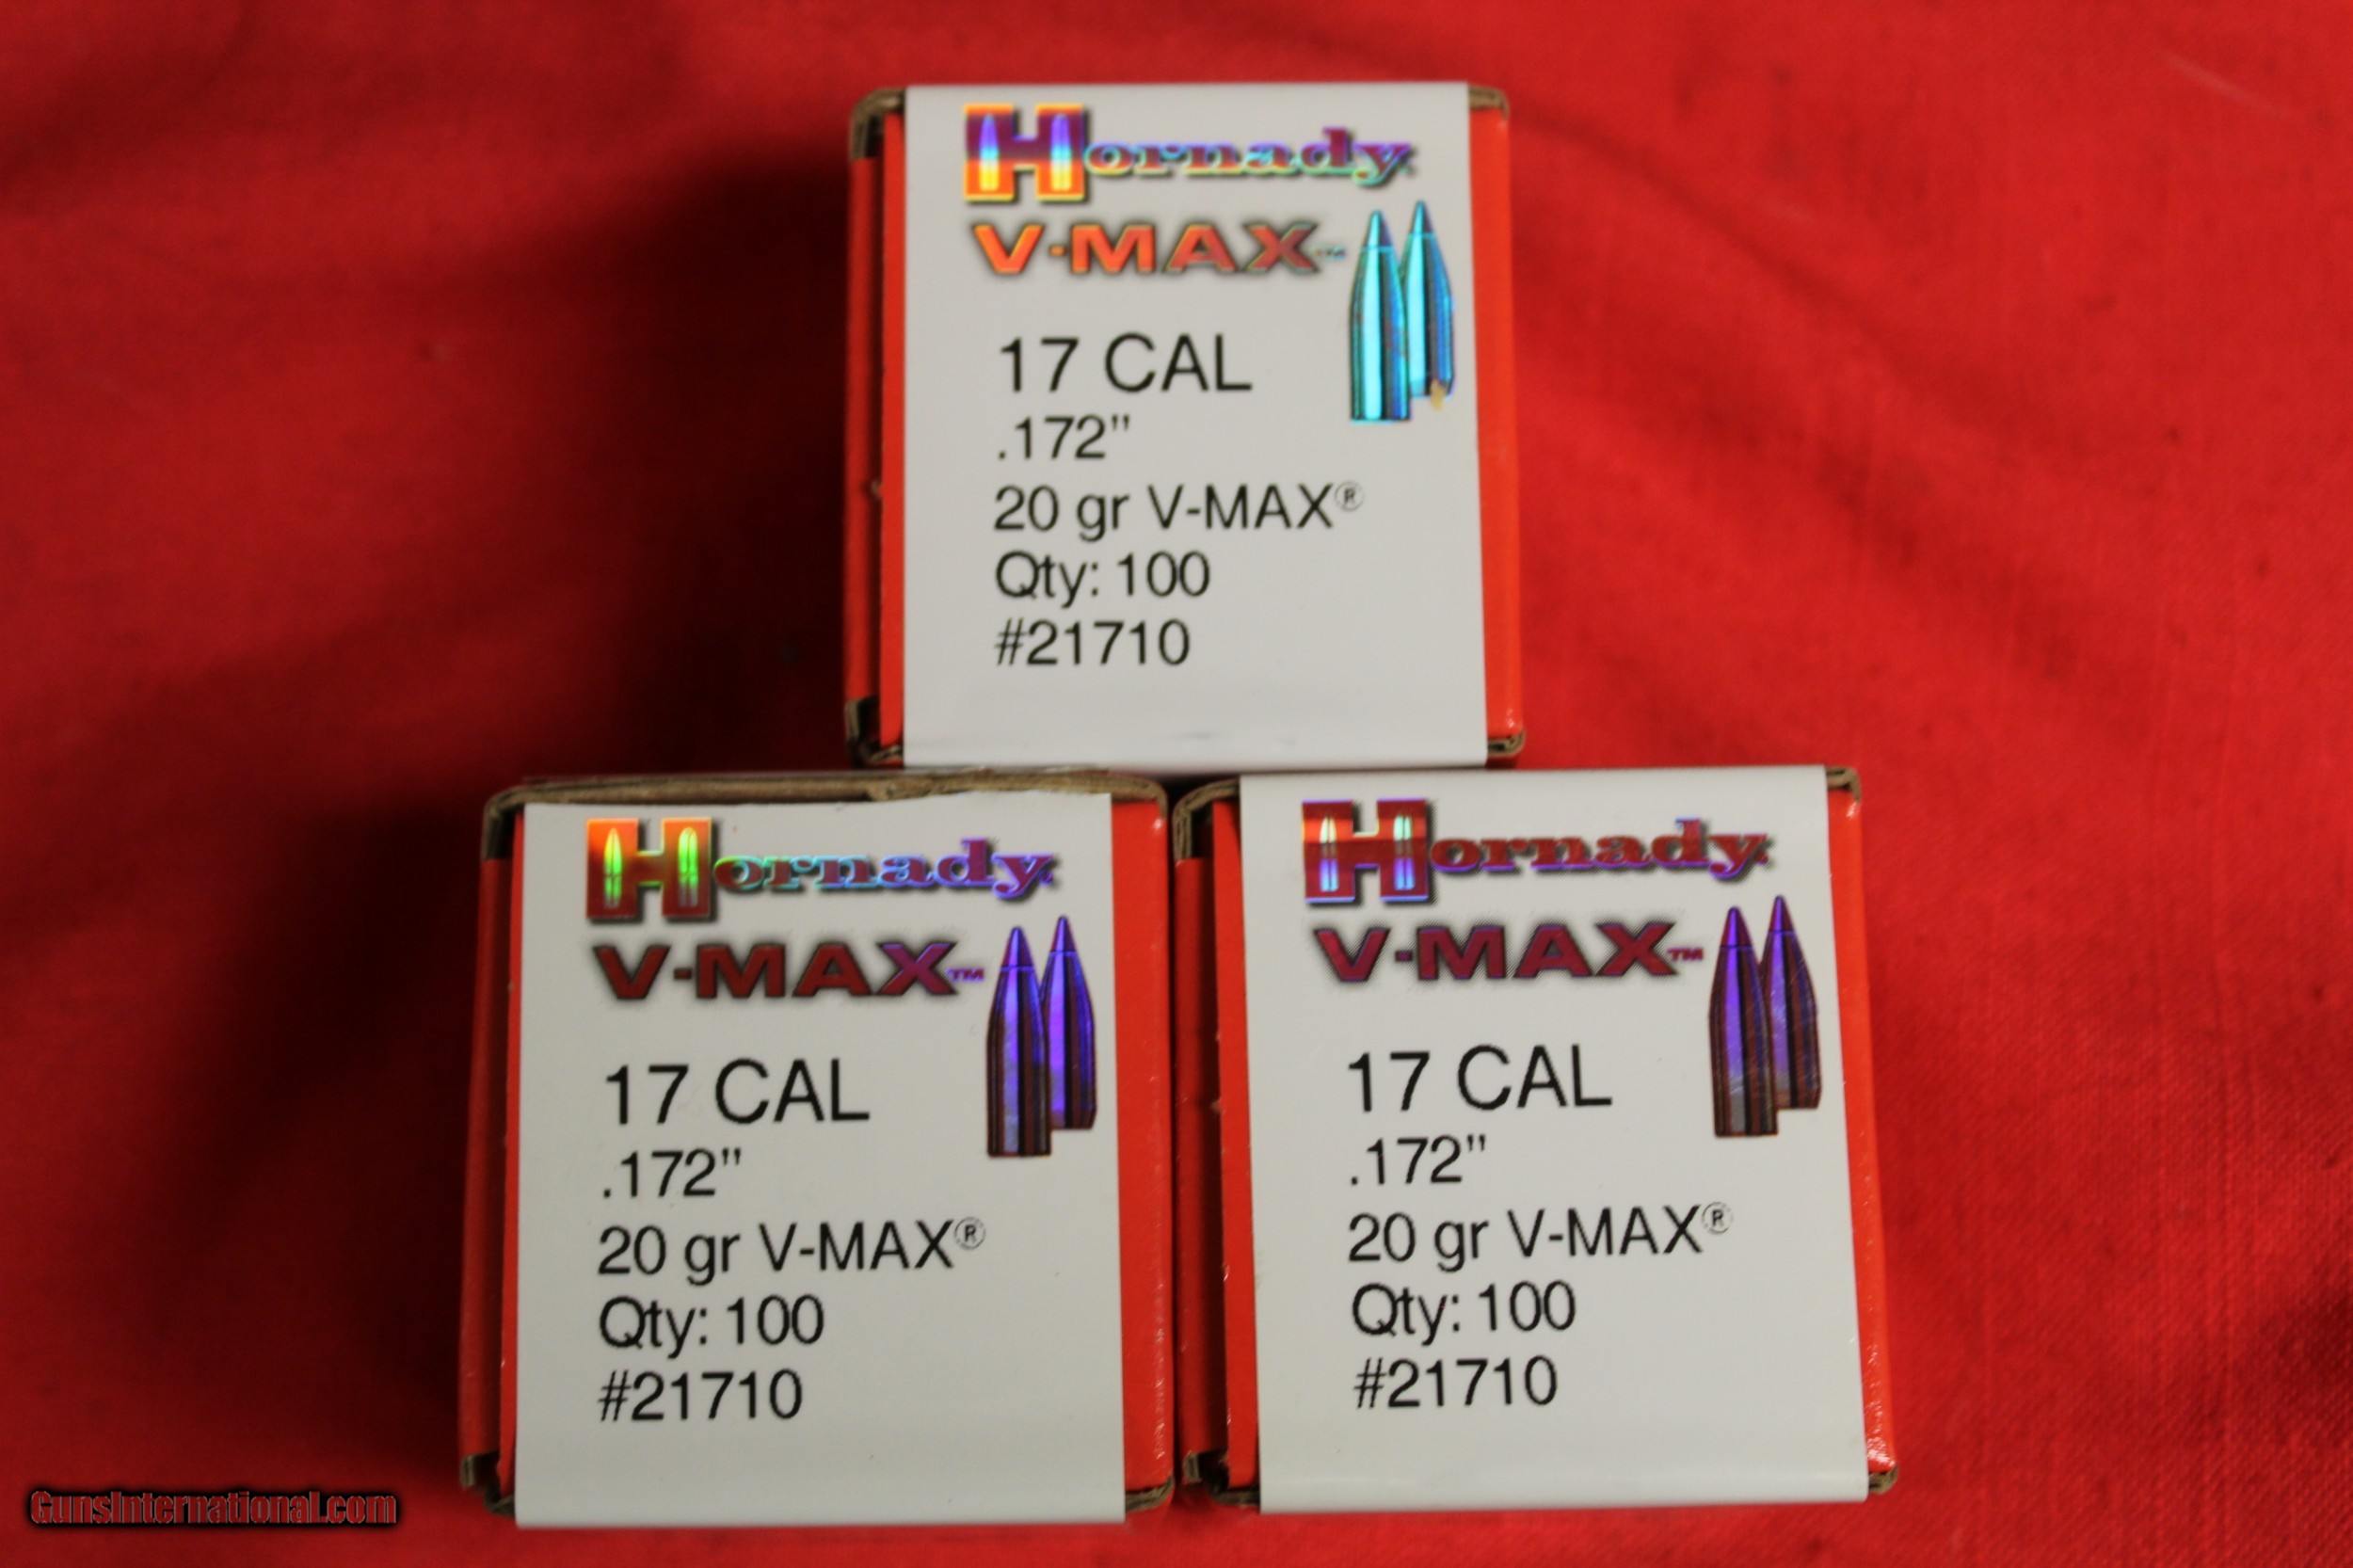 Hornady
V-MAX™
17 CAL
.172"
20 gr V-MAX®
Qty: 100
#21710
Hornady
V-MAX™
17 CAL
.172"
20 gr V-MAX®
Qty: 100
#21710
Hornady
V-MAX™
17 CAL
.172"
20 gr V-MAX®
Qty: 100
#21710
GunsInternational.com